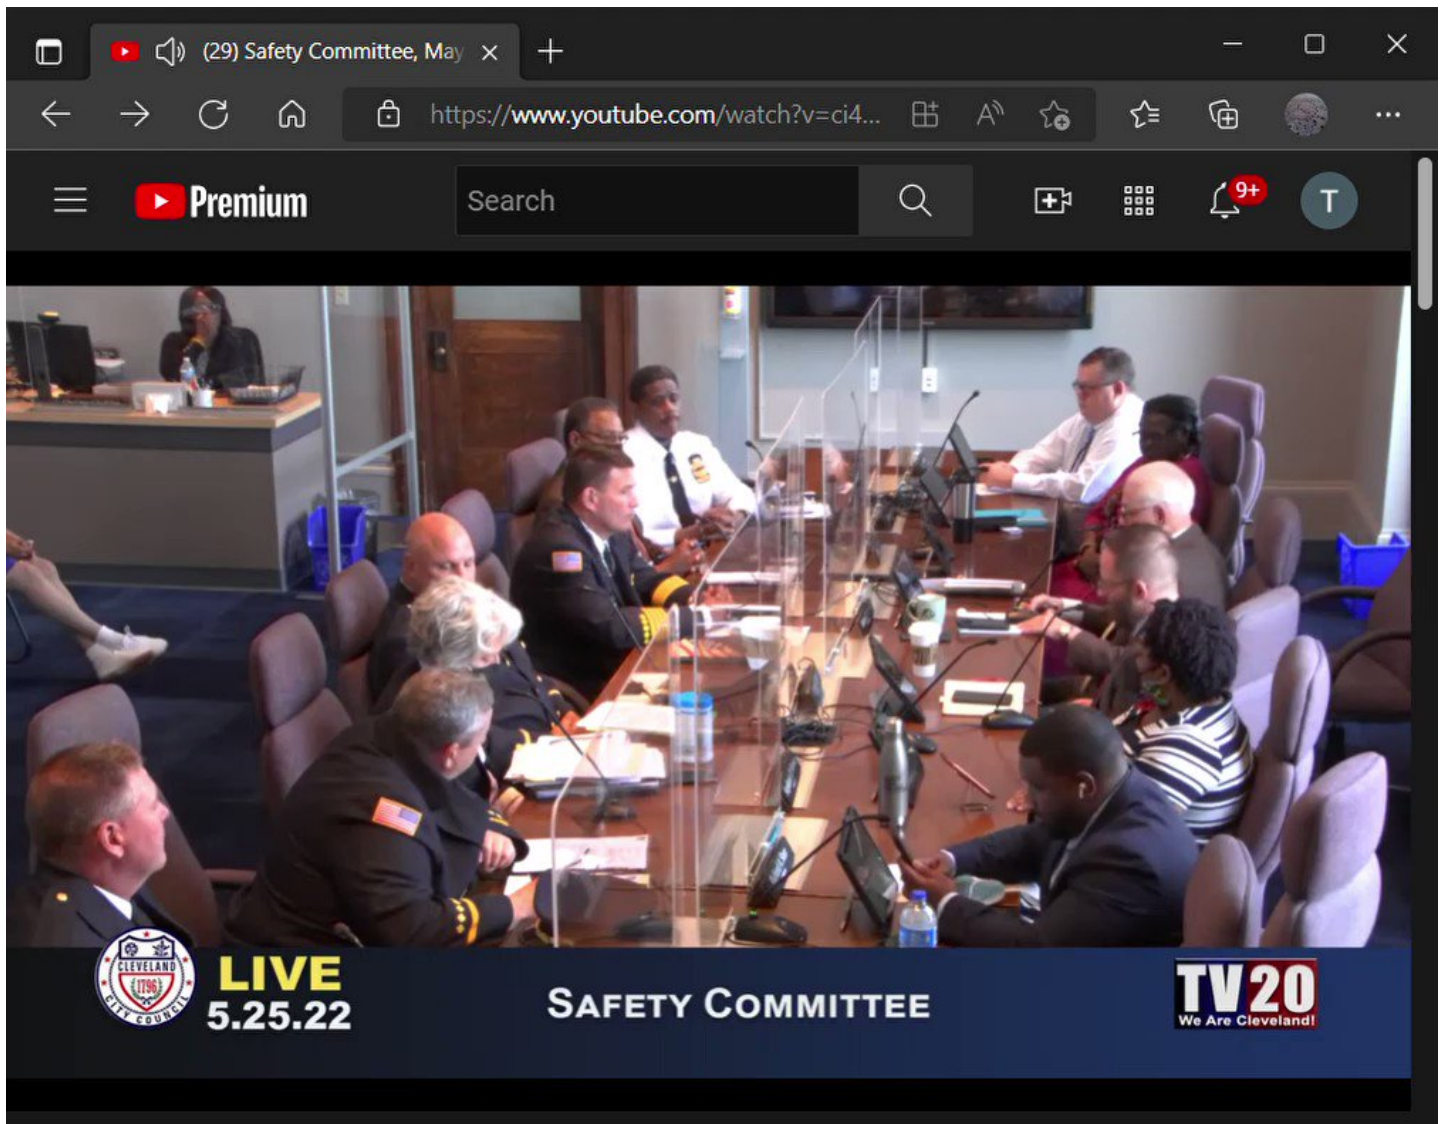 (29) Safety Committee, May
https://www.youtube.com/watch?v=ci4...
Premium
Search
9+
T
CLEVELAND
1796
CITY COUNCIL
LIVE
5.25.22
SAFETY COMMITTEE
TV20
We Are Cleveland!